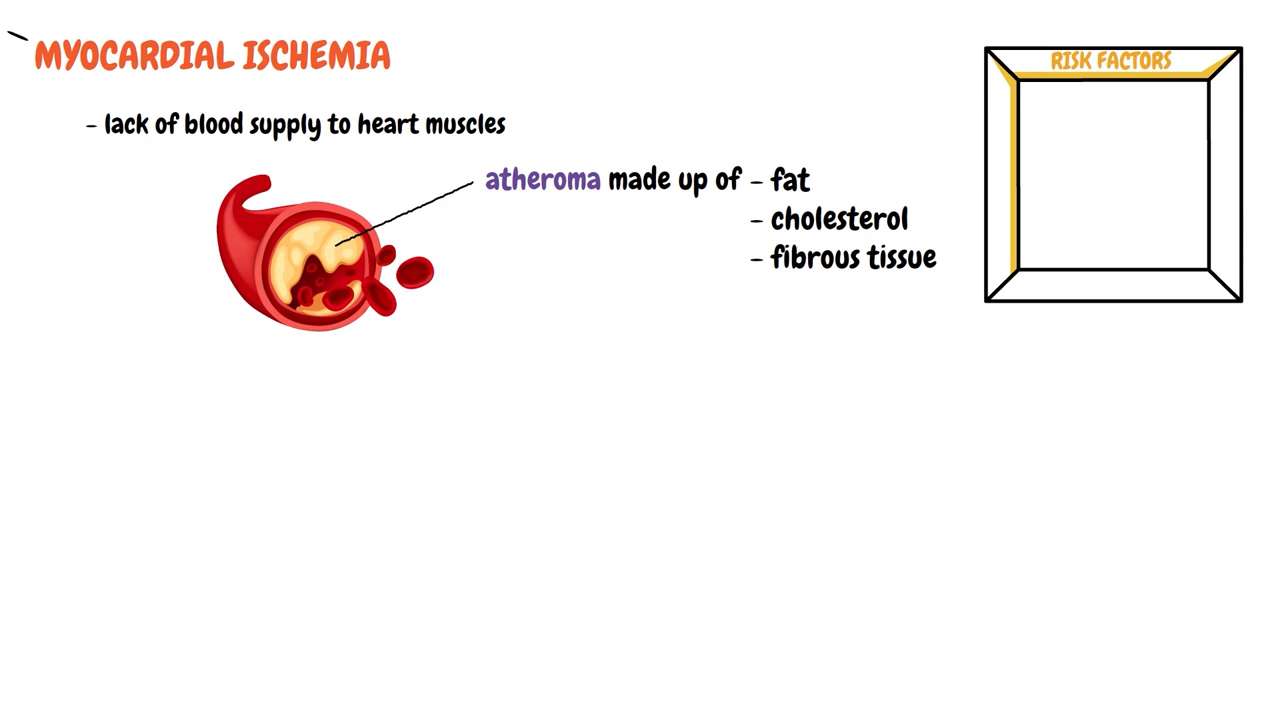 MYOCARDIAL ISCHEMIA
RISK FACTORS
- lack of blood supply to heart muscles
atheroma made up of - fat
- cholesterol
- fibrous tissue